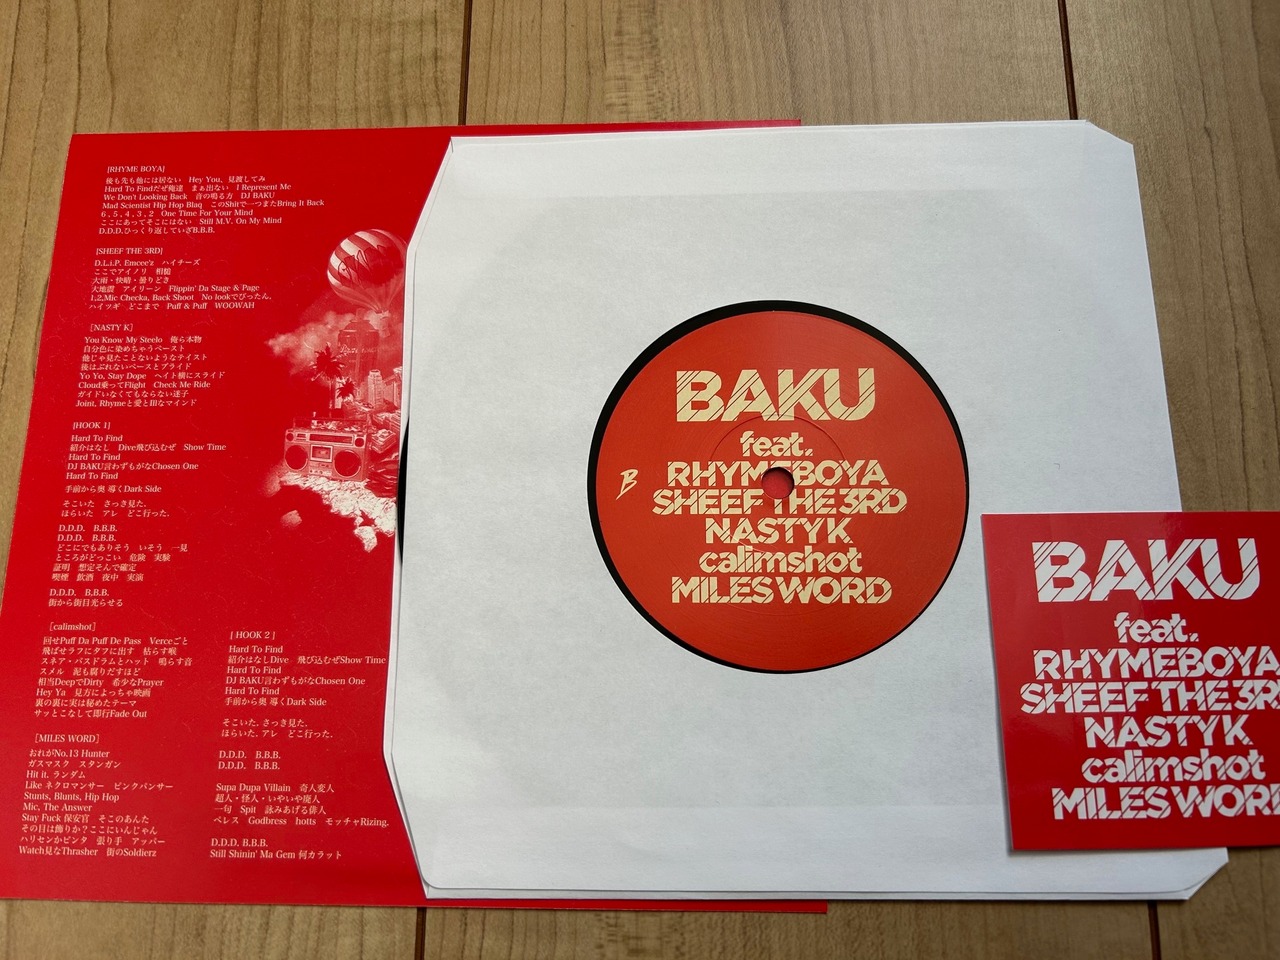 [RHYME BOYA]
後も先も他には居ない　Hey You、見渡してみ
Hard To Findだぜ俺達　まぁ出ない　I Represent Me
We Don't Looking Back　音の鳴る方　DJ BAKU
Mad Scientist Hip Hop Blaq　このShitで一つまたBring It Back
6 , 5 , 4 , 3 , 2　One Time For Your Mind
ここにあってそこにはない　Still M.V. On My Mind
D.D.D.ひっくり返していざB.B.B.
[SHEEF THE 3RD]
D.L.i.P. Emcee'z　ハイチーズ
ここでアイノリ　相槌
大雨・快晴・曇りどき
大地震　アイリーン　Flippin' Da Stage & Page
1,2,Mic Checka, Back Shoot　No lookでぴったん。
ハイツギ　どこまで　Puff & Puff　WOOWAH
[NASTY K]
You Know My Steelo　俺ら本物
自分色に染めちゃうペースト
他じゃ見たことないようなテイスト
後はぶれないペースとプライド
Yo Yo, Stay Dope　ヘイト横にスライド
Cloud乗ってFlight　Check Me Ride
ガイドいなくてもならない迷子
Joint, Rhymeと愛とIllなマインド
[HOOK 1]
Hard To Find
紹介はなし　Dive飛び込むぜ　Show Time
Hard To Find
DJ BAKU言わずもがなChosen One
Hard To Find
手前から奥 導くDark Side
そこいた　さっき見た。
ほらいた　アレ　どこ行った。
D.D.D.　B.B.B.
D.D.D.　B.B.B.
どこにでもありそう　いそう　一見
ところがどっこい　危険　実験
証明　想定そんで確定
喫煙　飲酒　夜中　実演
D.D.D.　B.B.B.
街から街目光らせる
[calimshot]
回せPuff Da Puff De Pass　Verceごと
飛ばせラフにタフに出す　枯らす喉
スネア・バスドラムとハット　鳴らす音
スメル　泥も腐りだすほど
相当DeepでDirty　希少なPrayer
Hey Ya　見方によっちゃ映画
裏の裏に実は秘めたテーマ
サッとこなして即行Fade Out
[MILES WORD]
おれがNo.13 Hunter
ガスマスク　スタンガン
Hit it. ランダム
Like ネクロマンサー　ピンクパンサー
Stunts, Blunts, Hip Hop
Mic, The Answer
Stay Fuck 保安官　そこのあんた
その目は飾りか？ここにいんじゃん
ハリセンかビンタ　張り手　アッパー
Watch見なThrasher　街のSoldierz
[ HOOK 2 ]
Hard To Find
紹介はなしDive　飛び込むぜShow Time
Hard To Find
DJ BAKU言わずもがなChosen One
Hard To Find
手前から奥 導くDark Side
そこいた. さっき見た。
ほらいた. アレ　どこ行った。
D.D.D.　B.B.B.
D.D.D.　B.B.B.
Supa Dupa Villain　奇人変人
超人・怪人・いやいや廃人
一句　Spit　詠みあげる俳人
ペレス　Godbress　hotts　モッチャRizing.
D.D.D. B.B.B.
Still Shinin' Ma Gem 何カラット
BAKU
feat.
RHYMEBOYA
SHEEF THE 3RD
NASTY K
calimshot
MILES WORD
B
BAKU
feat.
RHYMEBOYA
SHEEF THE 3R
NASTY K
calimshot
MILES WOR